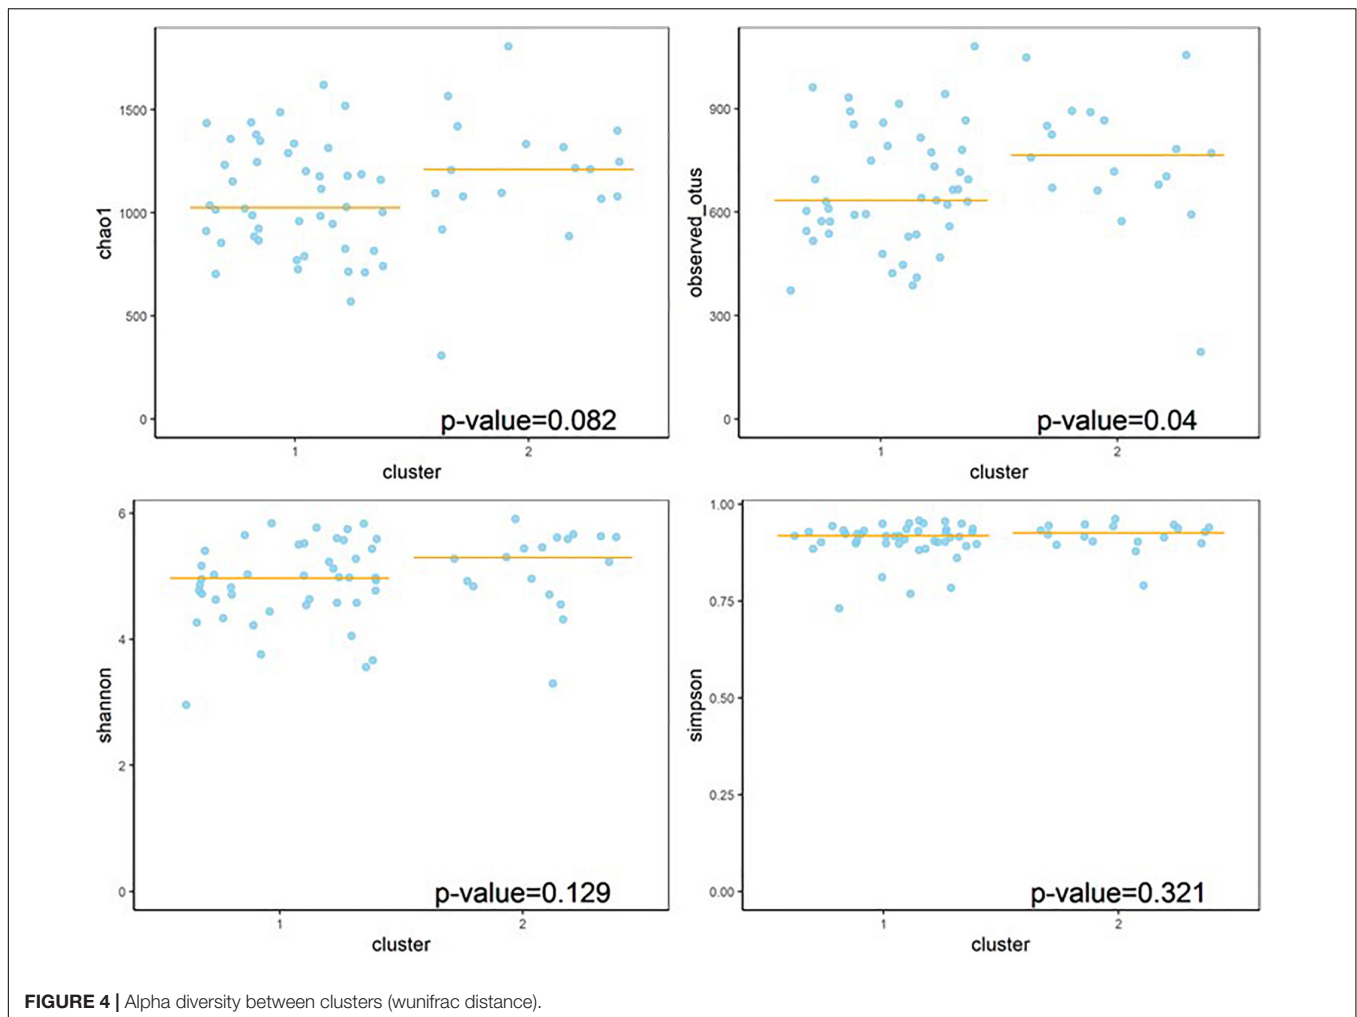 1500
1000
500
0
chao1
p-value=0.082
1
2
cluster
900
600
300
0
observed_otus
p-value=0.04
1
2
cluster
6
4
2
0
shannon
p-value=0.129
1
2
cluster
1.00
0.75
0.50
0.25
0.00
simpson
p-value=0.321
1
2
cluster
FIGURE 4 | Alpha diversity between clusters (wunifrac distance).